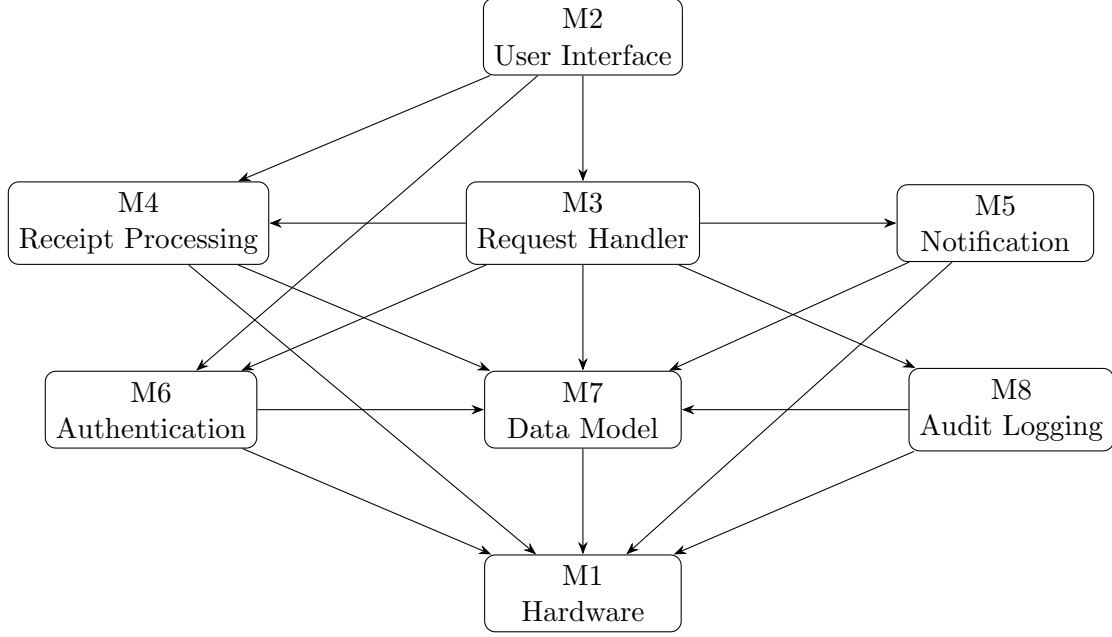 M2
User Interface
M4
Receipt Processing
M3
Request Handler
M5
Notification
M6
Authentication
M7
Data Model
M8
Audit Logging
M1
Hardware